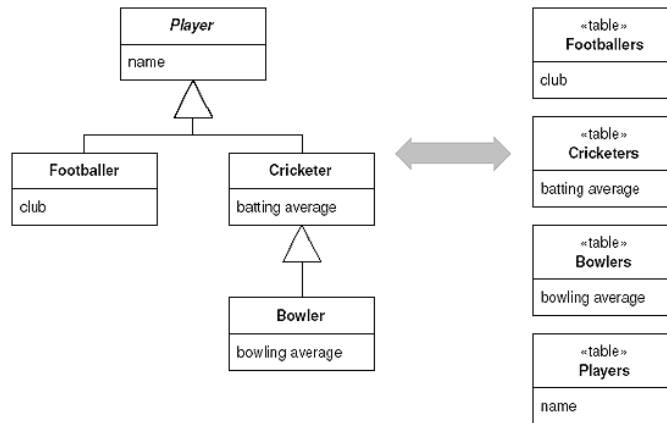 Player
name
Footballer
club
Cricketer
batting average
Bowler
bowling average
«table»
Footballers
club
«table»
Cricketers
batting average
«table»
Bowlers
bowling average
«table»
Players
name